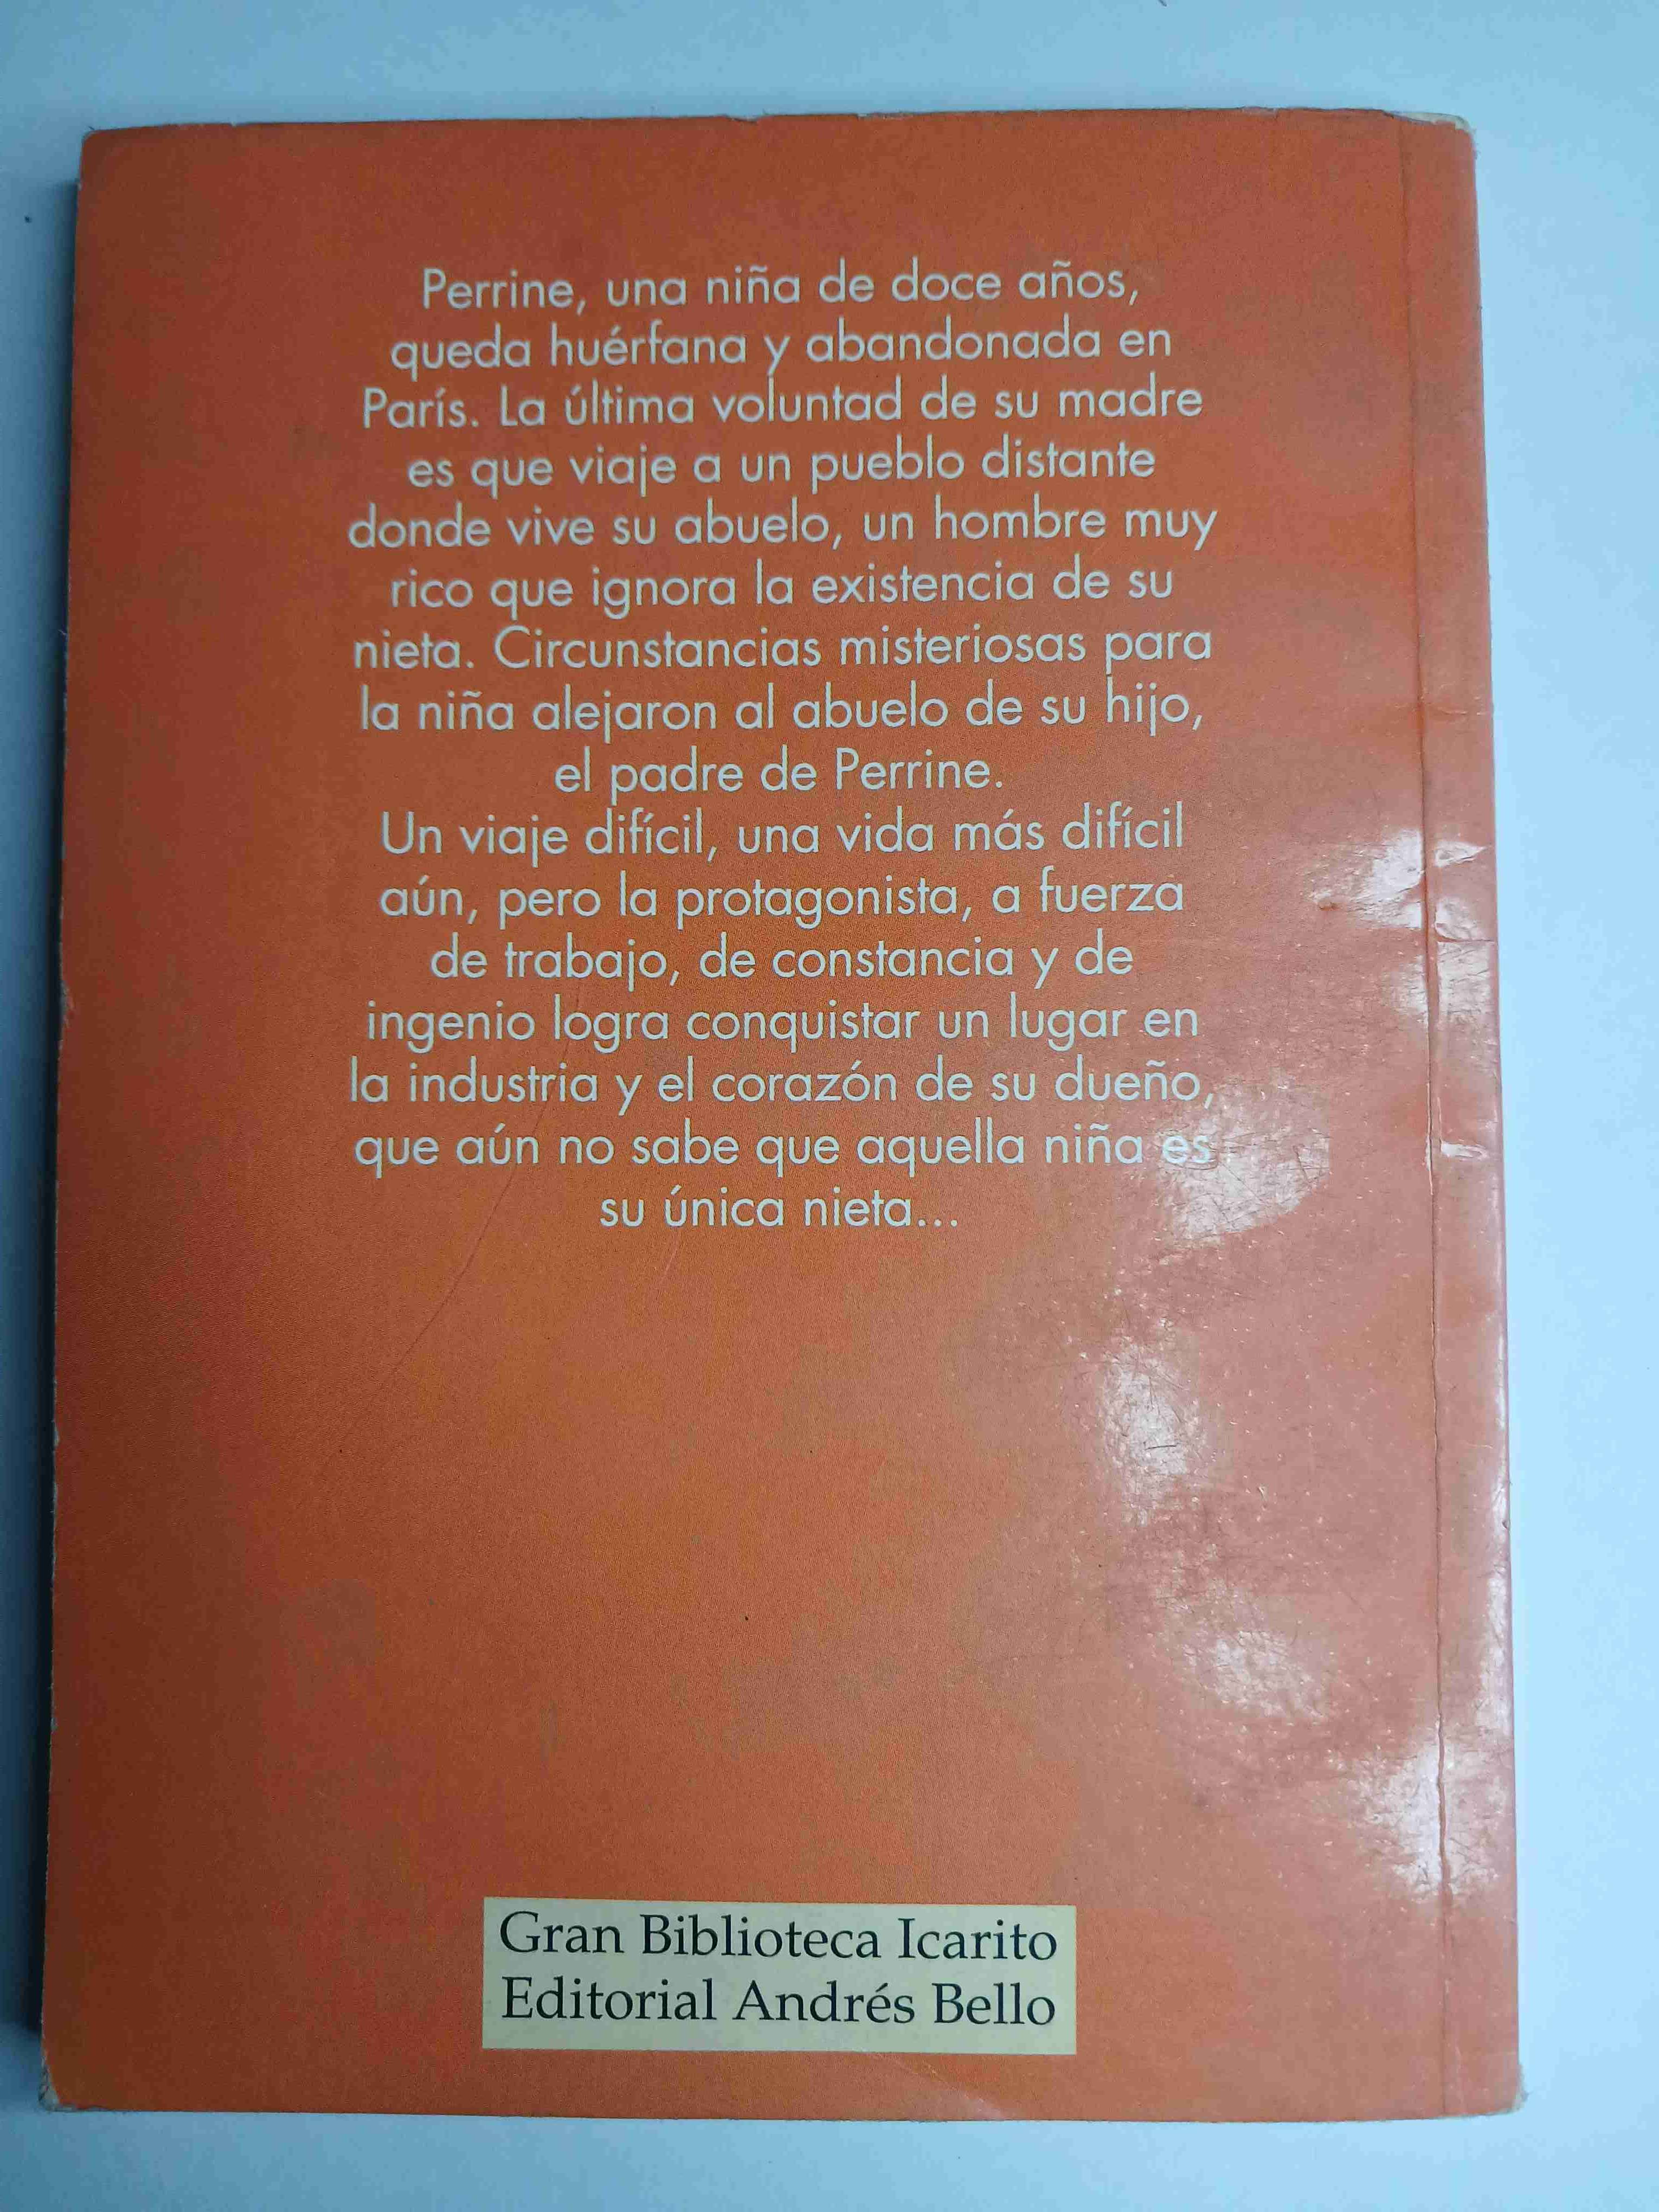 Perrine, una niña de doce años,
queda huérfana y abandonada en
París. La última voluntad de su madre
es que viaje a un pueblo distante
donde vive su abuelo, un hombre muy
rico que ignora la existencia de su
nieta. Circunstancias misteriosas para
la niña alejaron al abuelo de su hijo,
el padre de Perrine.
Un viaje difícil, una vida más difícil
aún, pero la protagonista, a fuerza
de trabajo, de constancia y de
ingenio logra conquistar un lugar en
la industria y el corazón de su dueño,
que aún no sabe que aquella niña es
su única nieta...
Gran Biblioteca Icarito
Editorial Andrés Bello